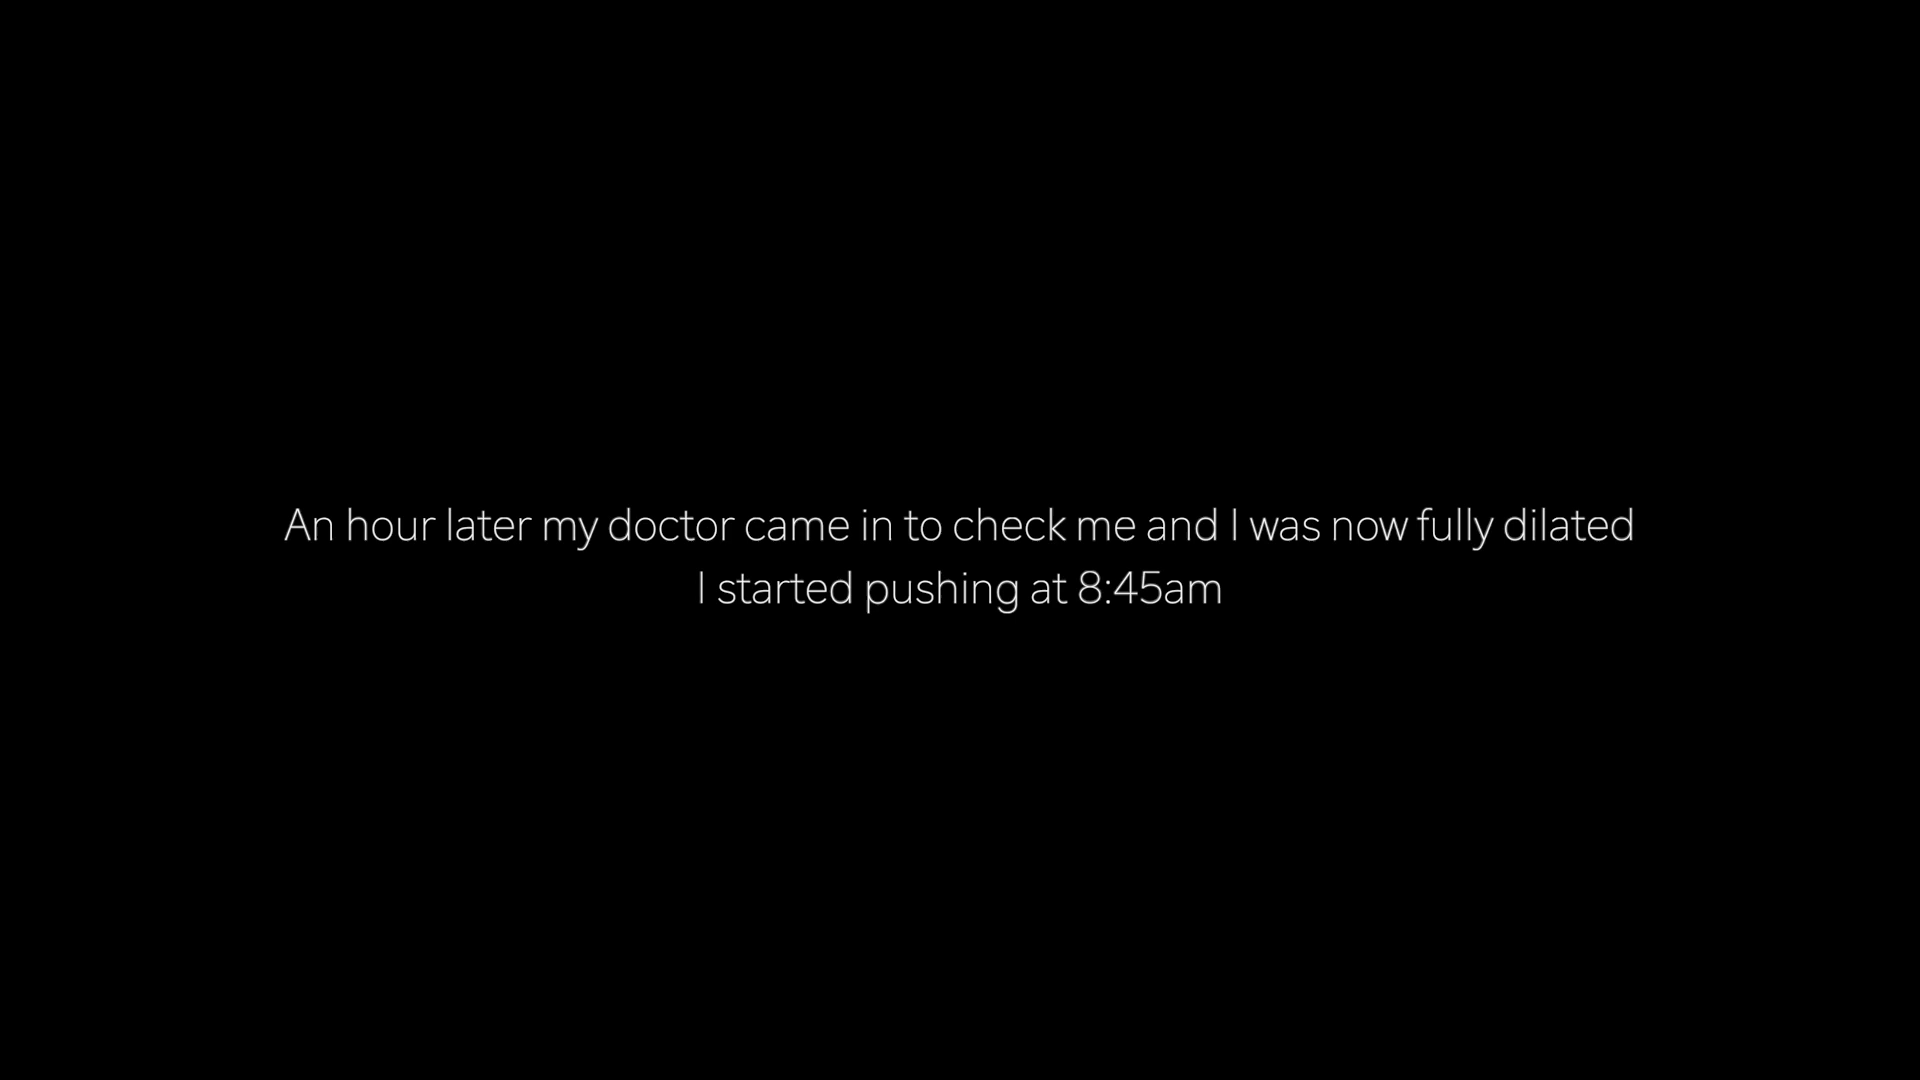 An hour later my doctor came in to check me and I was now fully dilated
I started pushing at 8:45am